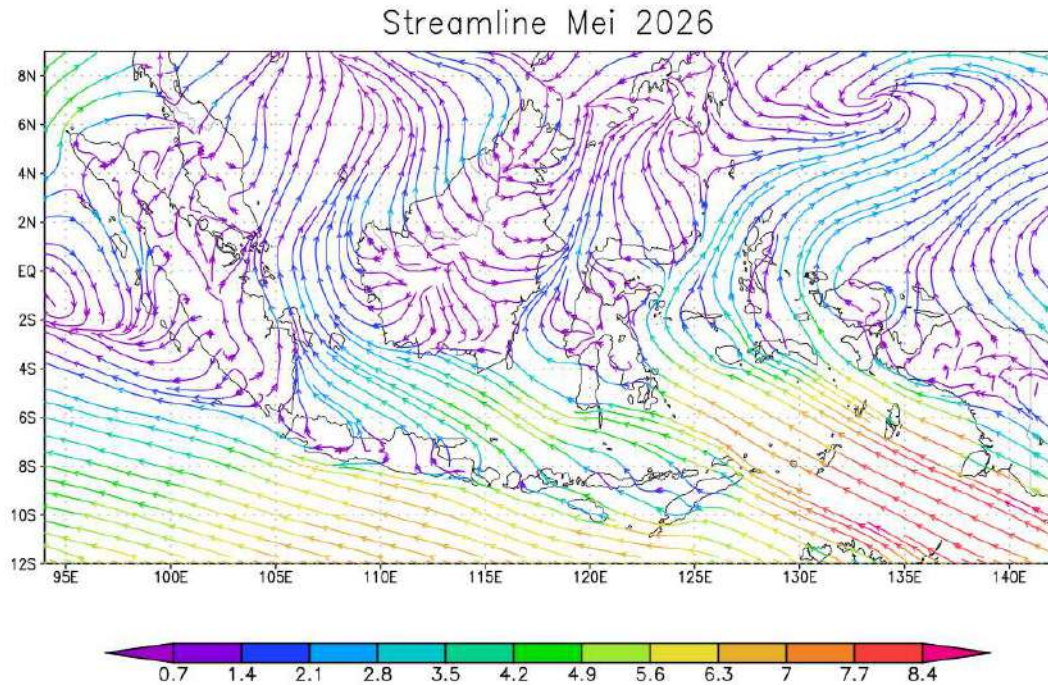 Streamline Mei 2026
8N
6N
4N
2N
EQ
2S
4S
6S
8S
10S
12S
95E 100E 105E 110E 115E 120E 125E 130E 135E 140E
0.7 1.4 2.1 2.8 3.5 4.2 4.9 5.6 6.3 7 7.7 8.4